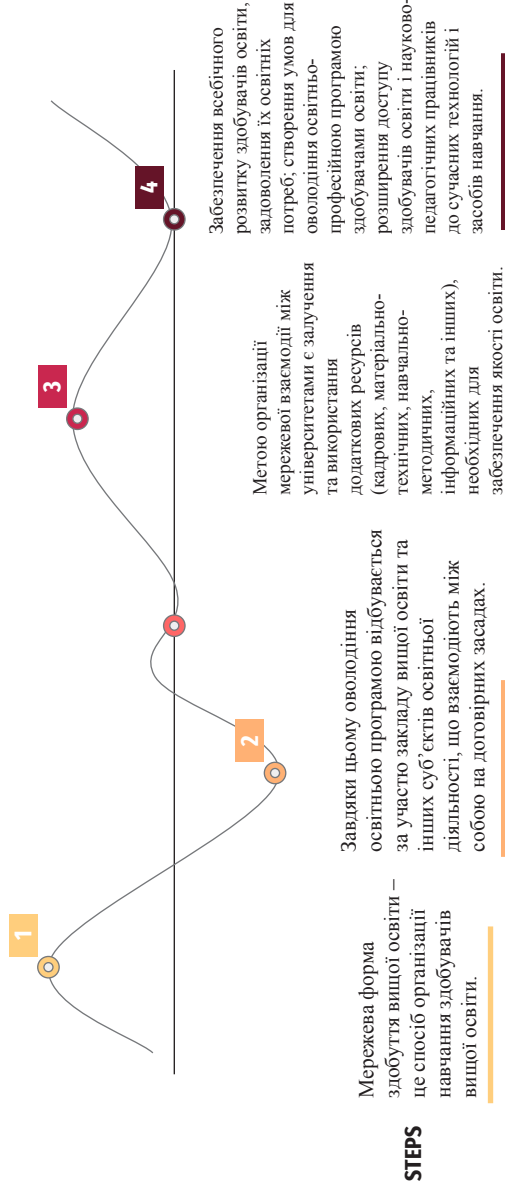 STEPS
1
Мережева форма
здобуття вищої освіти –
це спосіб організації
навчання здобувачів
вищої освіти.
2
Завдяки цьому оволодіння
освітньою програмою відбувається
за участю закладу вищої освіти та
інших суб’єктів освітньої
діяльності, що взаємодіють між
собою на договірних засадах.
3
Метою організації
мережевої взаємодії між
університетами є залучення
та використання
додаткових ресурсів
(кадрових, матеріально-
технічних, навчально-
методичних,
інформаційних та інших),
необхідних для
забезпечення якості освіти.
4
Забезпечення всебічного
розвитку здобувачів освіти,
задоволення їх освітніх
потреб; створення умов для
оволодіння освітньо-
професійною програмою
здобувачами освіти;
розширення доступу
здобувачів освіти і науково-
педагогічних працівників
до сучасних технологій і
засобів навчання.